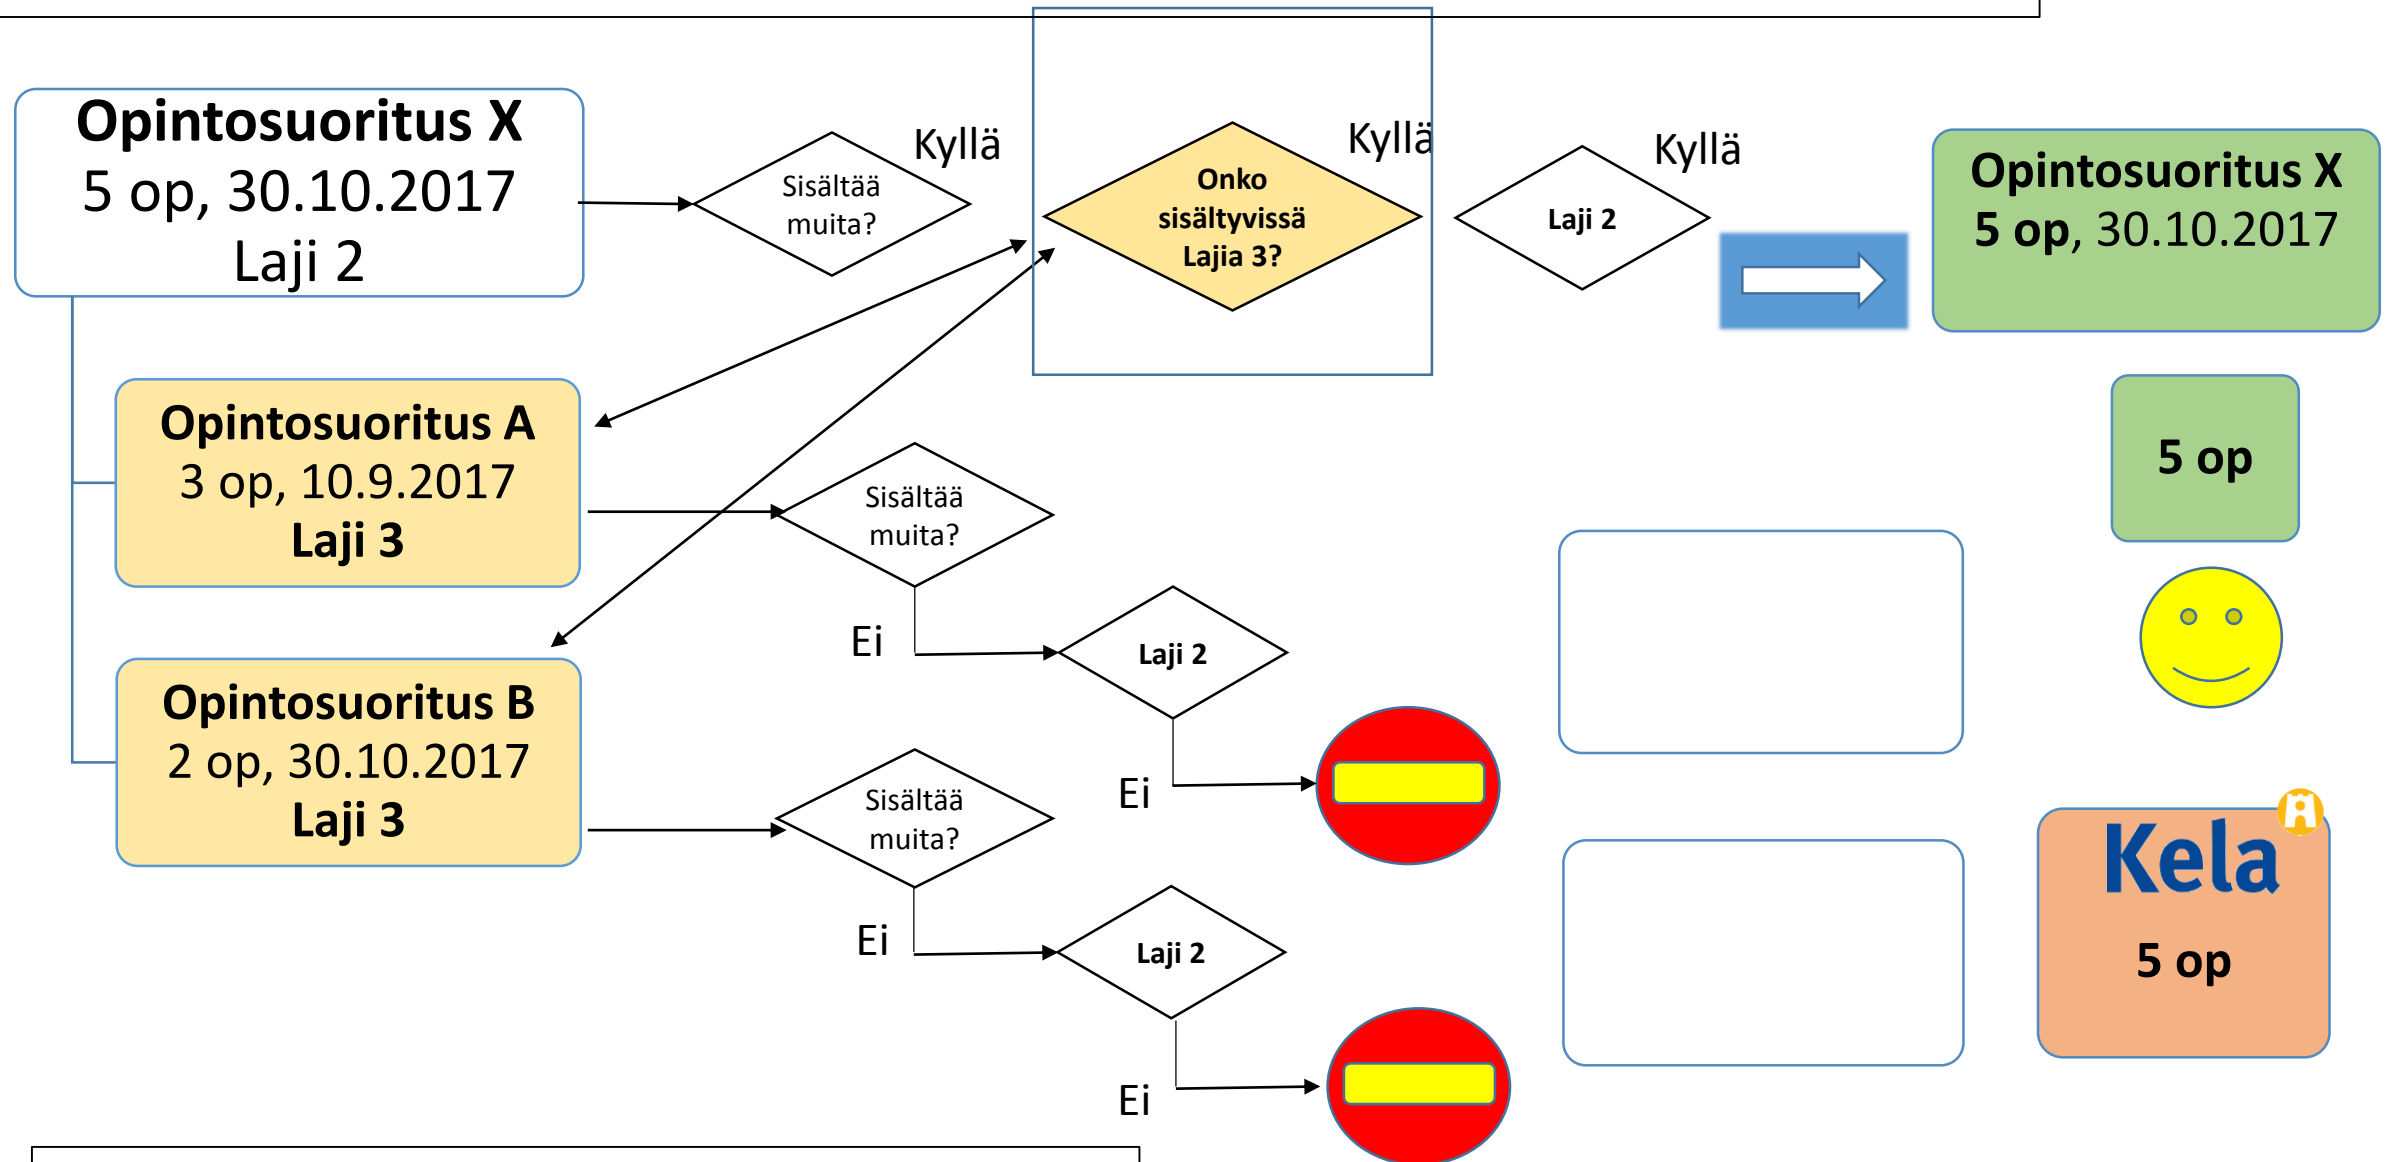 Opintosuoritus X
5 op, 30.10.2017
Laji 2
Sisältää
muita?
Kyllä
Onko
sisältyvissä
Lajia 3?
Kyllä
Laji 2
Kyllä
Opintosuoritus X
5 op, 30.10.2017
Opintosuoritus A
3 op, 10.9.2017
Laji 3
Sisältää
muita?
Ei
Laji 2
Ei
5 op
Opintosuoritus B
2 op, 30.10.2017
Laji 3
Sisältää
muita?
Ei
Laji 2
Ei
Kela
5 op